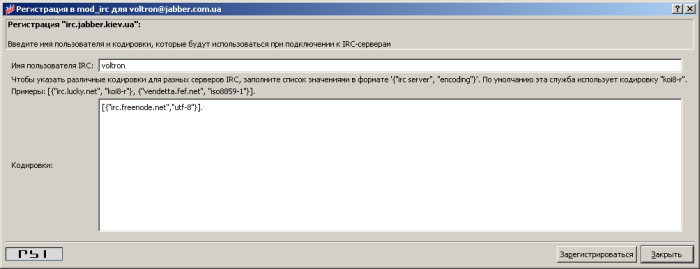 Регистрация в mod_irc для voltron@jabber.com.ua
Регистрация "irc.jabber.kiev.ua":
Введите имя пользователя и кодировки, которые будут использоваться при подключении к IRC-серверам
Имя пользователя IRC: voltron
Чтобы указать различные кодировки для разных серверов IRC, заполните список значениями в формате '{"irc server", "encoding"}'. По умолчанию эта служба использует кодировку "koi8-r".
Примеры: [{"irc.lucky.net", "koi8-r"}, {"vendetta.fef.net", "iso8859-1"}].
[{"irc.freenode.net","utf-8"}].
Кодировки:
PSI
Зарегистрироваться Закрыть